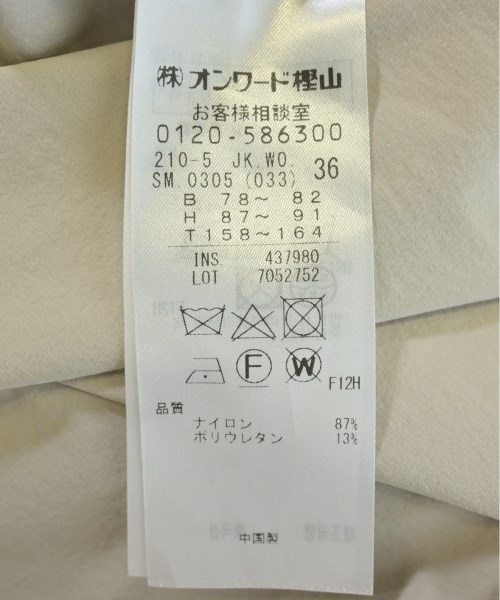 (株)オンワード樫山
お客様相談室
0120-586300
210-5 JK.WO. 36
SM.0305 (033)
B 78～ 82
H 87～ 91
T 158～164
INS. 437980
LOT 7052752
F W F12H
品質
ナイロン 87%
ポリウレタン 13%
中国製